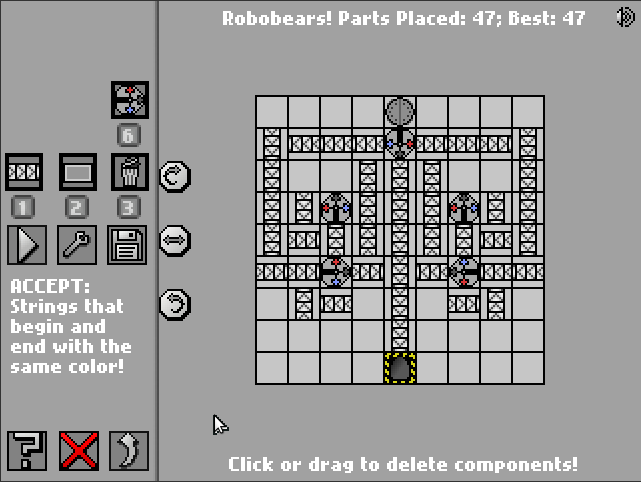 Robobears! Parts Placed: 47; Best: 47
6
1
2
3
ACCEPT:
Strings that
begin and
end with the
same color!
Click or drag to delete components!